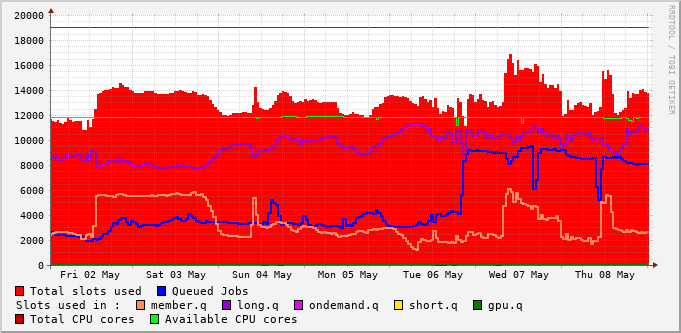 20000
18000
16000
14000
12000
10000
8000
6000
4000
2000
0
Fri 02 May Sat 03 May Sun 04 May Mon 05 May Tue 06 May Wed 07 May Thu 08 May
Total slots used Queued Jobs
Slots used in : member.q long.q ondemand.q short.q gpu.q
Total CPU cores Available CPU cores
RRDTOOL / TOBI OETIKER